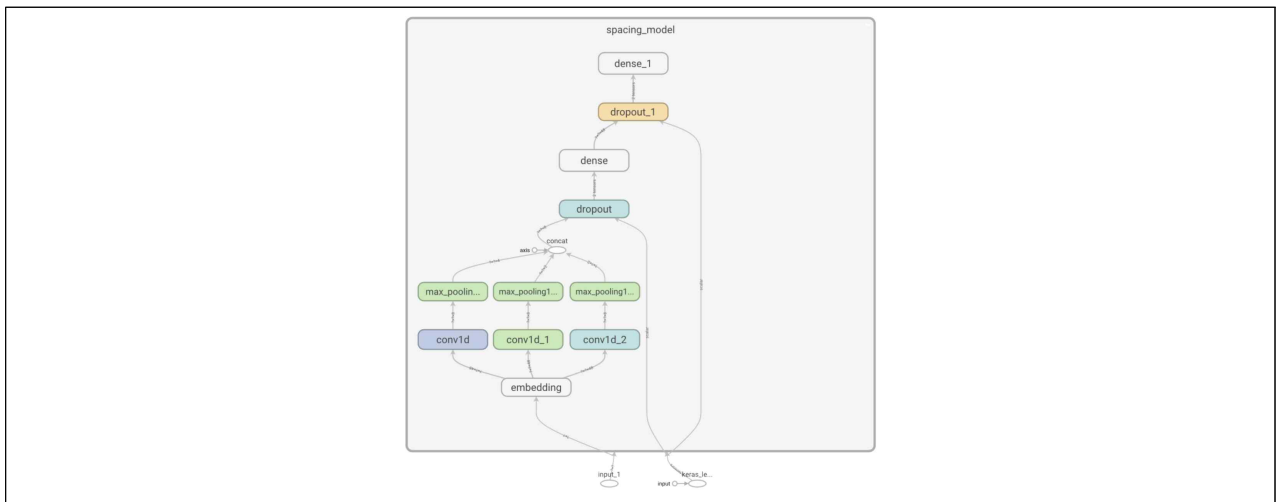 spacing_model
dense_1
dropout_1
dense
dropout
concat
axis
max_poolin... max_pooling1... max_pooling1...
conv1d conv1d_1 conv1d_2
embedding
input_1 keras_le...
input